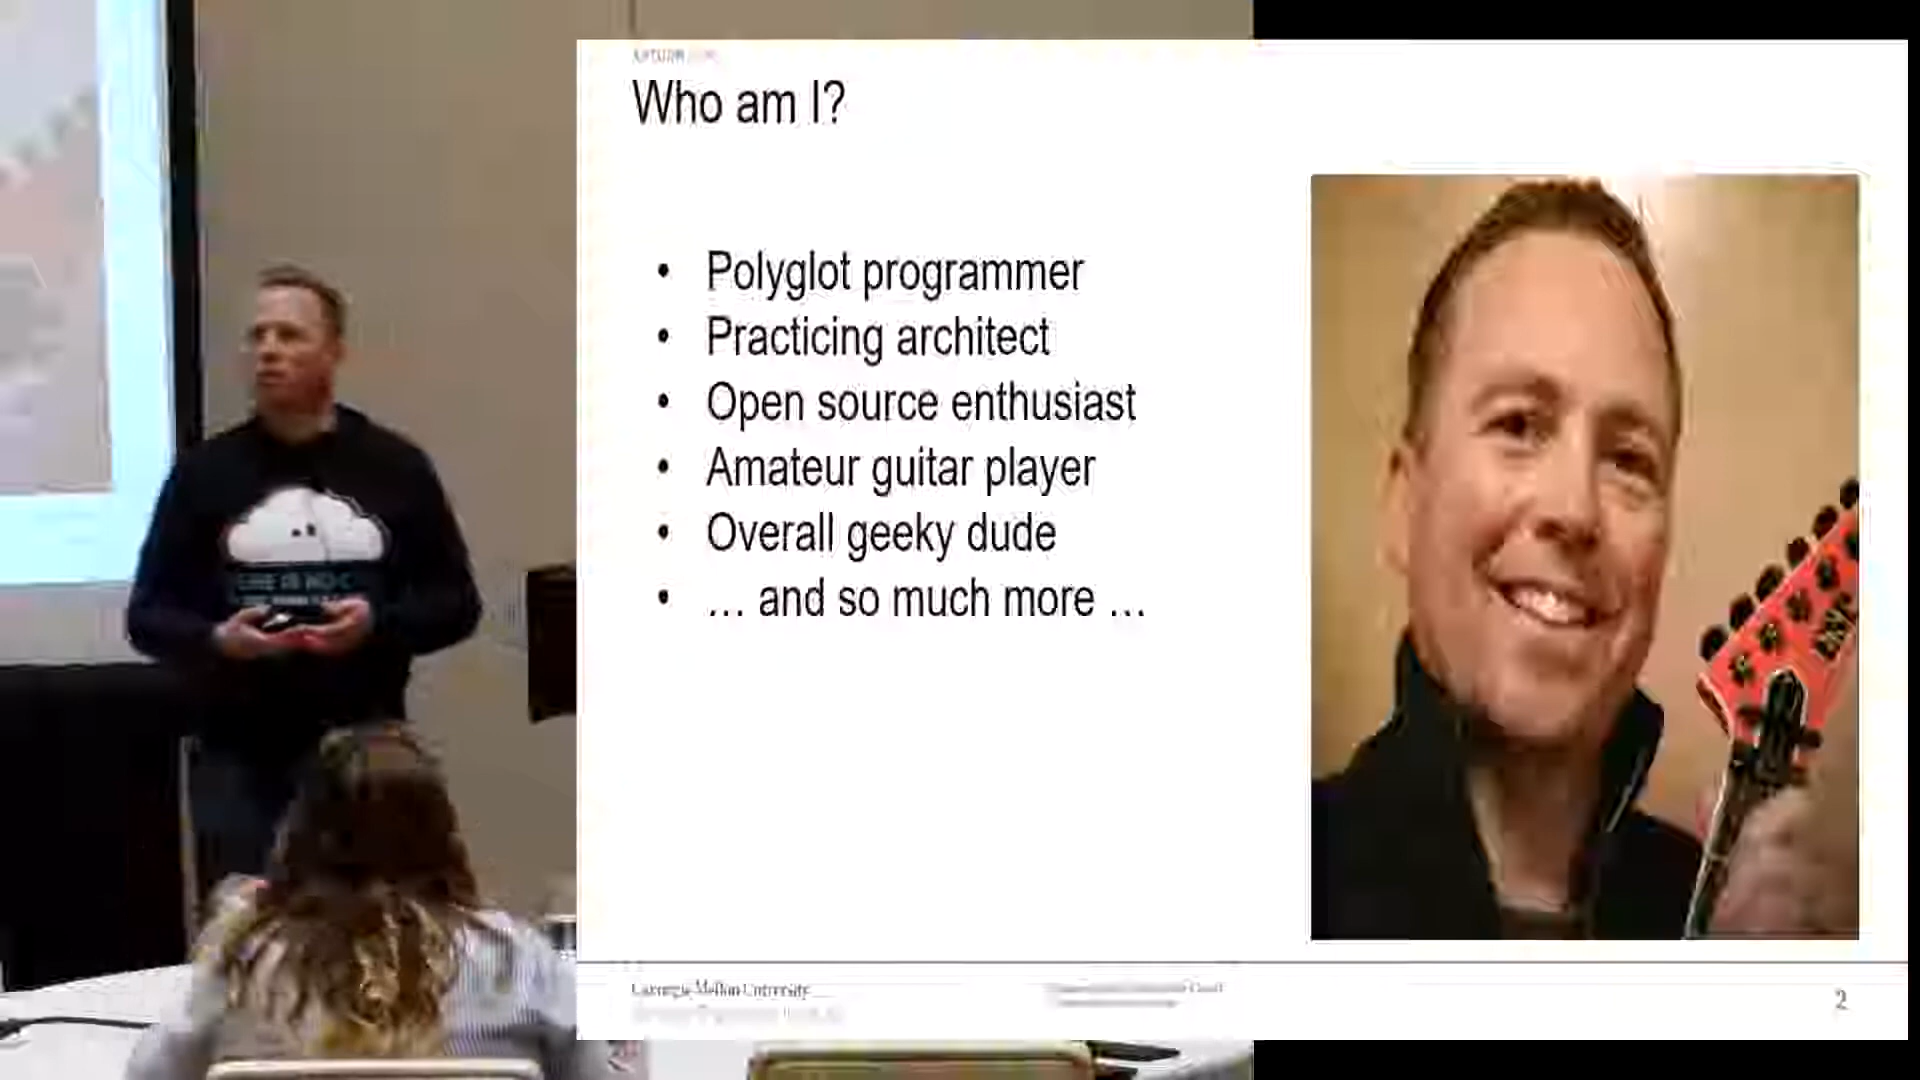 Who am I?
• Polyglot programmer
• Practicing architect
• Open source enthusiast
• Amateur guitar player
• Overall geeky dude
• … and so much more …
Carnegie Mellon University
2